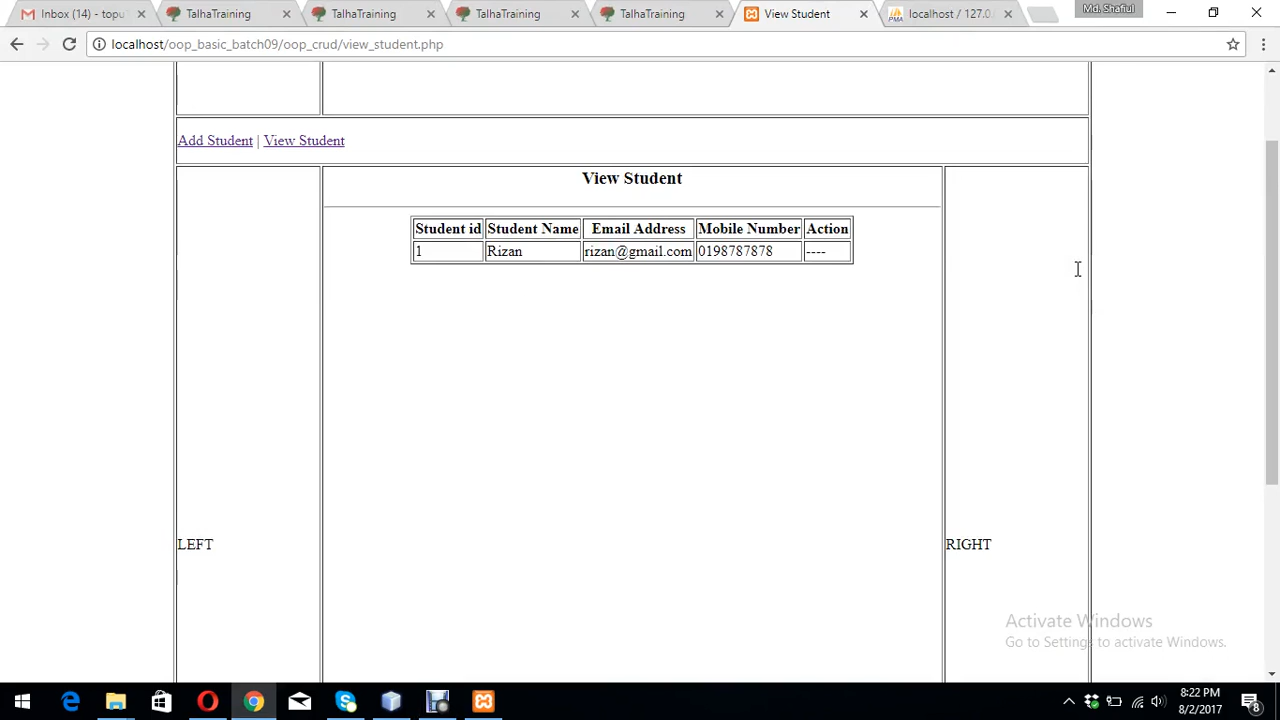 Inbox (14) - topu
TalhaTraining
TalhaTraining
TalhaTraining
TalhaTraining
View Student
localhost / 127.0.
Md, Shafiul
localhost/oop_basic_batch09/oop_crud/view_student.php
Add Student | View Student
View Student
Student id Student Name Email Address Mobile Number Action
1 Rizan rizan@gmail.com 0198787878 ----
LEFT
RIGHT
Activate Windows
Go to Settings to activate Windows.
8:22 PM
8/2/2017
8